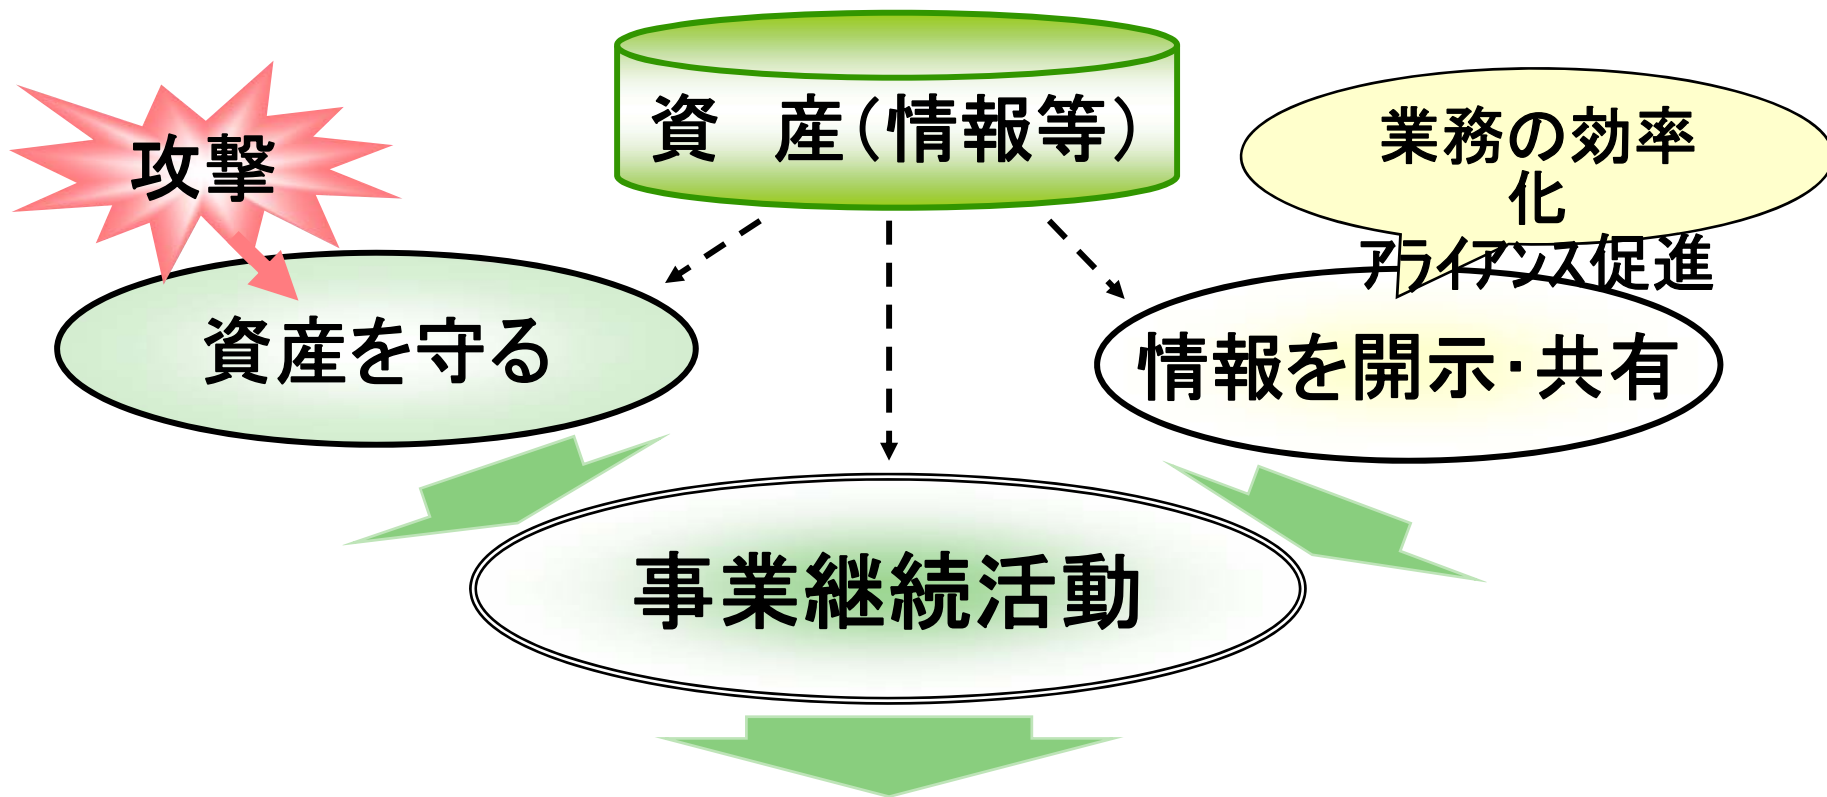 資　産(情報等)
攻撃
業務の効率
化
ｱﾗｲｱﾝｽ促進
資産を守る
情報を開示・共有
事業継続活動